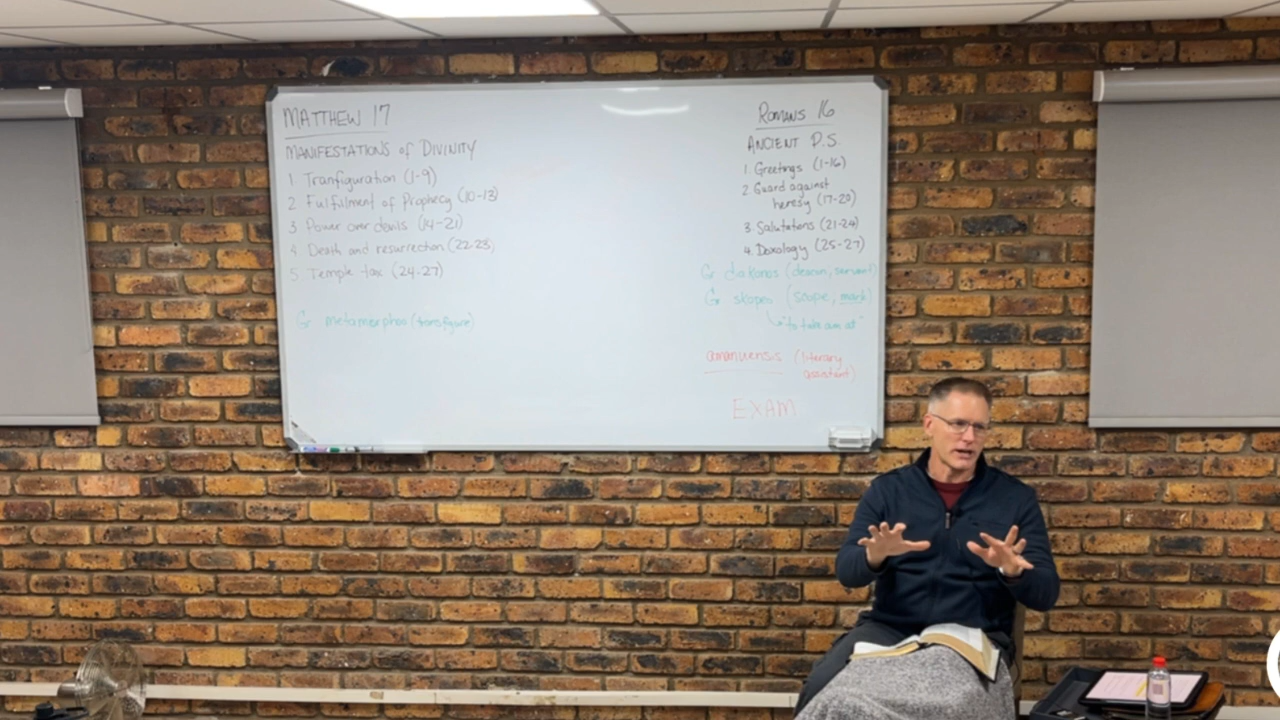 MATTHEW 17
MANIFESTATIONS of DIVINITY
1 Tranfiguration (1-9)
2 Fulfillment of Prophecy (10-13)
3 Power over devils (14-21)
4 Death and resurrection (22-23)
5 Temple tax (24-27)
Gr metamorphoo (transfigure)
ROMANS 16
ANCIENT P.S.
1. Greetings (1-16)
2 Guard against
heresy (17-20)
3. Salutations (21-24)
4. Doxology (25-27)
Gr diakonos (deacon, servant)
Gr skopeo (scope, mark)
"to take aim at"
amanuensis (literary
assistant)
EXAM